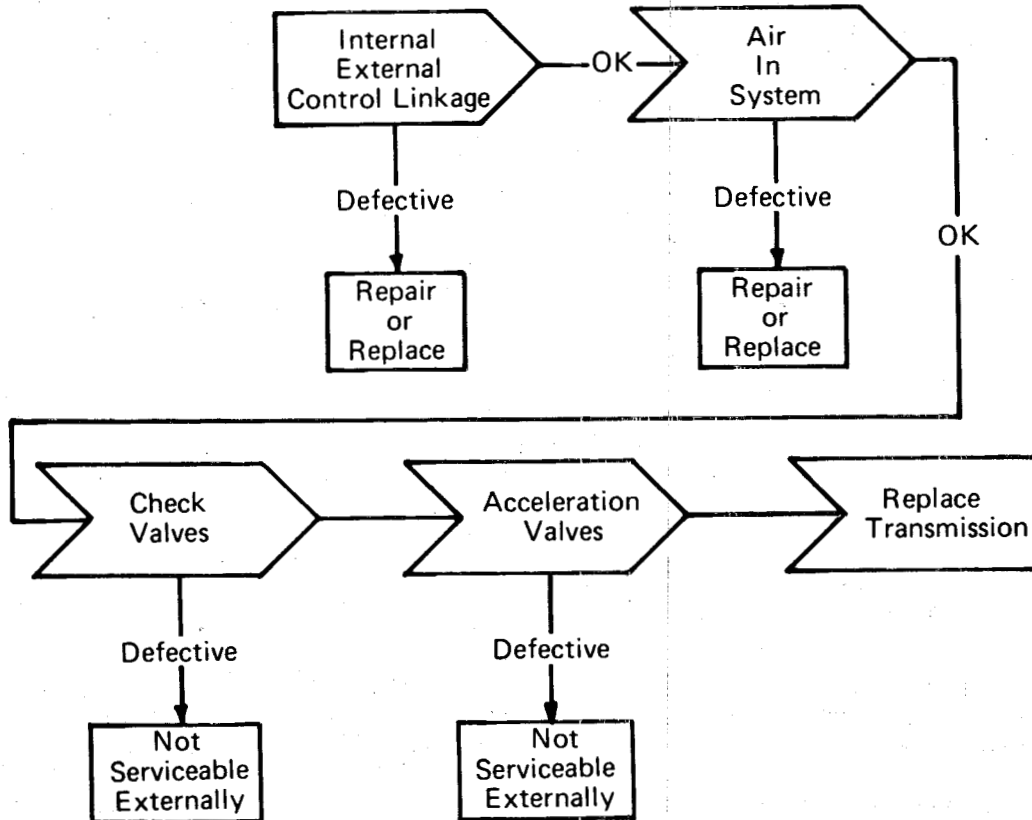 Internal
External
Control Linkage
OK
Air
In
System
Defective
Repair
or
Replace
Defective
Repair
or
Replace
OK
Check
Valves
Acceleration
Valves
Replace
Transmission
Defective
Not
Serviceable
Externally
Defective
Not
Serviceable
Externally